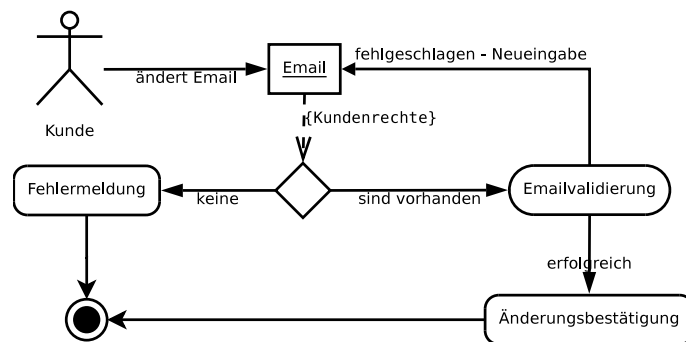 fehlgeschlagen - Neueingabe
Email
ändert Email
{Kundenrechte}
Kunde
Fehlermeldung
keine
sind vorhanden
Emailvalidierung
erfolgreich
Änderungsbestätigung